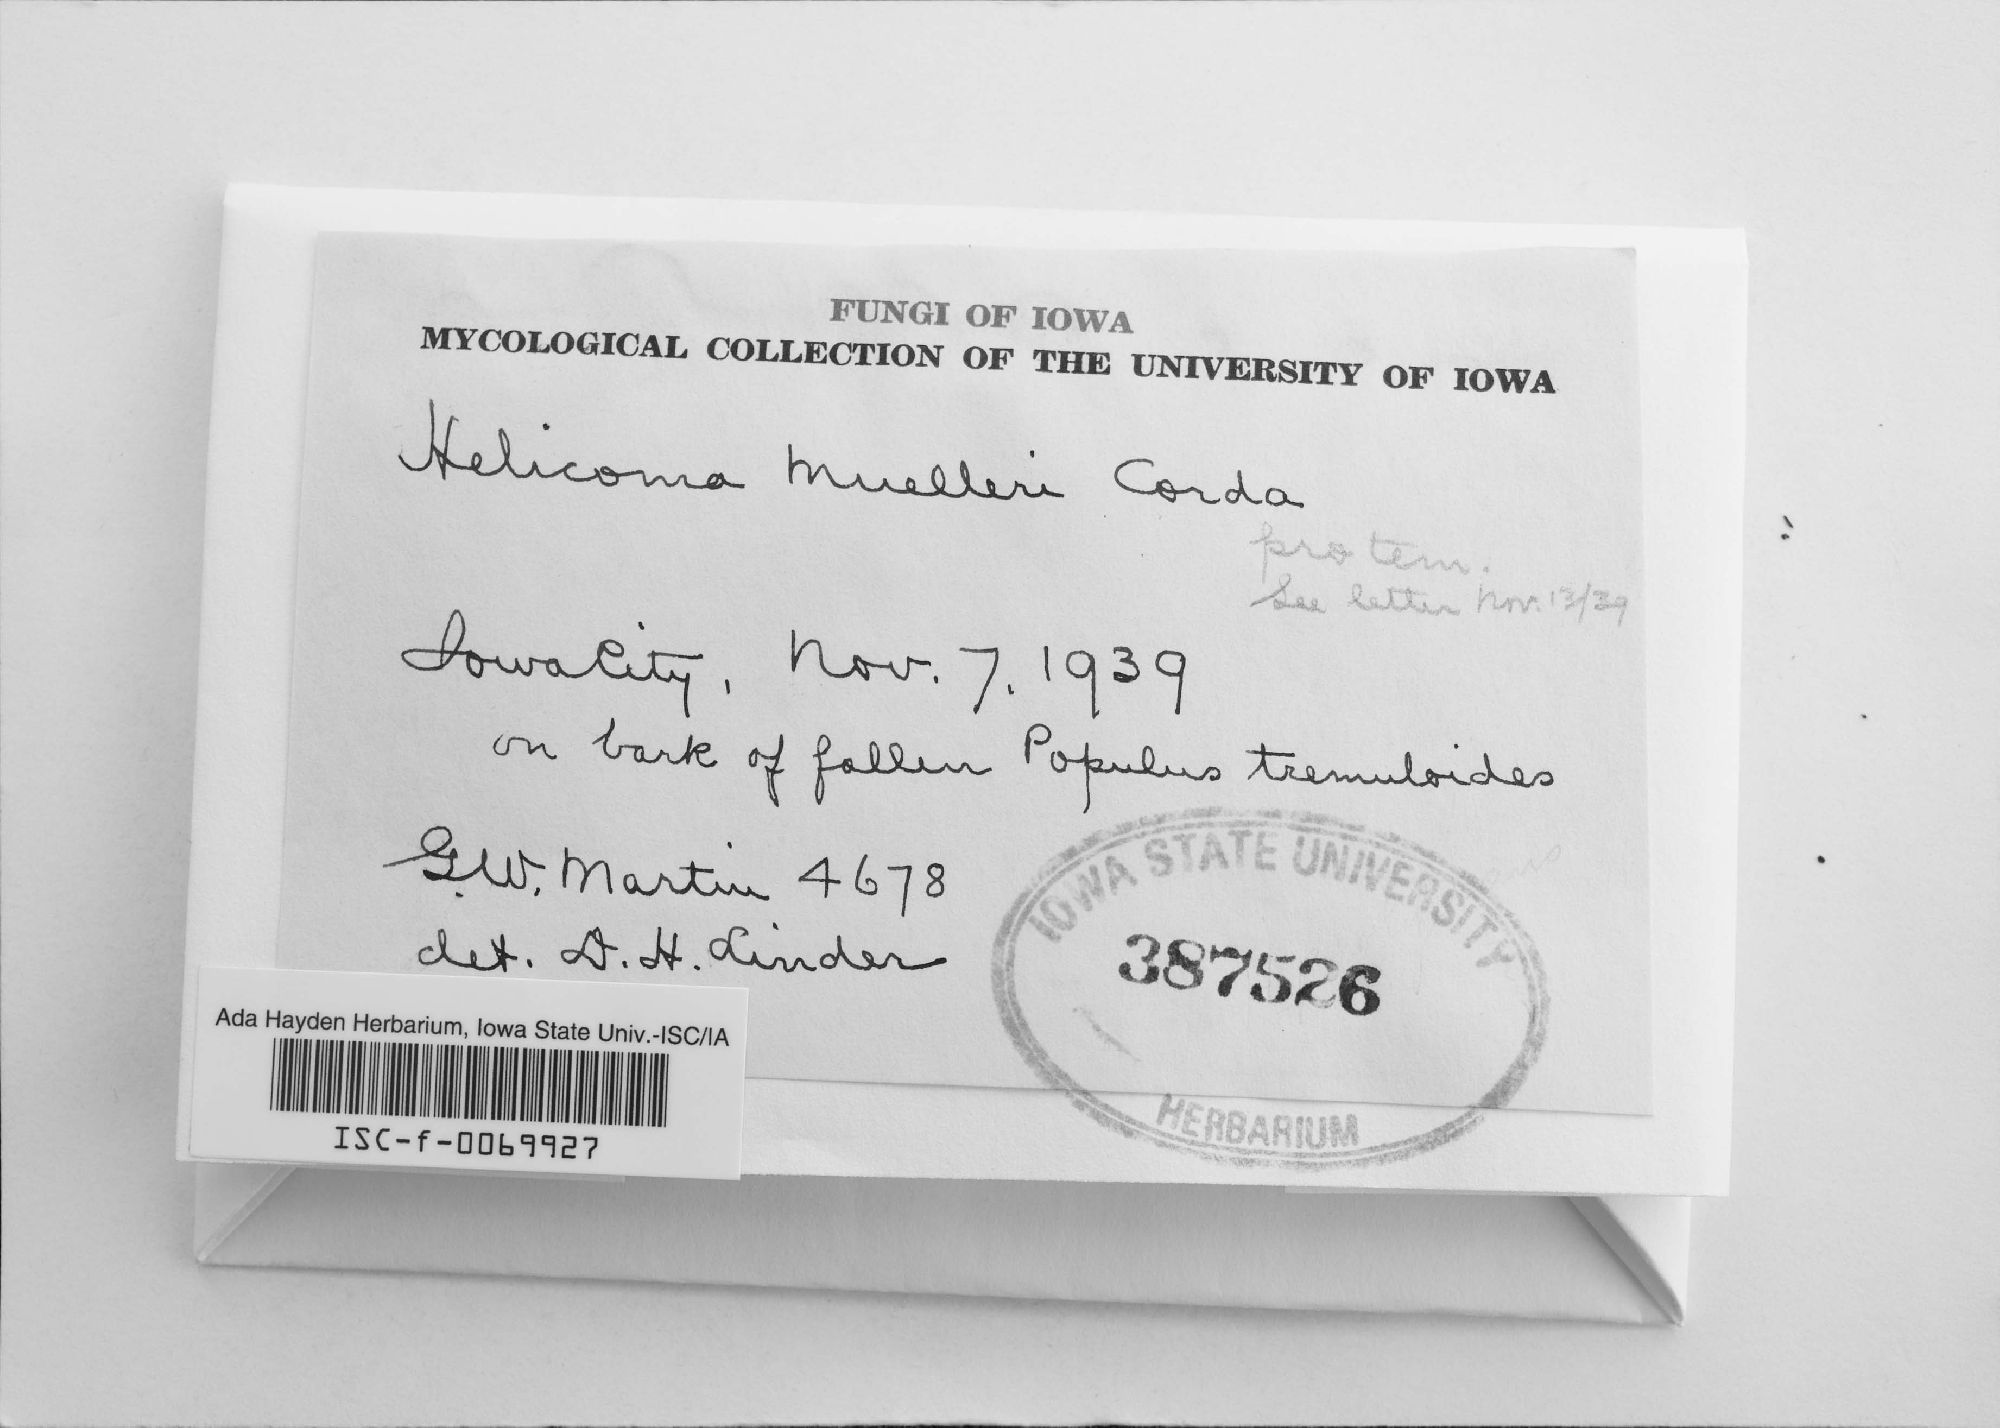 FUNGI OF IOWA
MYCOLOGICAL COLLECTION OF THE UNIVERSITY OF IOWA
Helicoma Muelleri Corda
pro tem.
See letter Nov. 13/39
Iowa City, Nov. 7. 1939
on bark of fallen Populus tremuloides
G.W. Martin 4678
det. D.H. Linder
IOWA STATE UNIVERSITY
387526
HERBARIUM
Ada Hayden Herbarium, Iowa State Univ.-ISC/IA
ISC-f-0069927